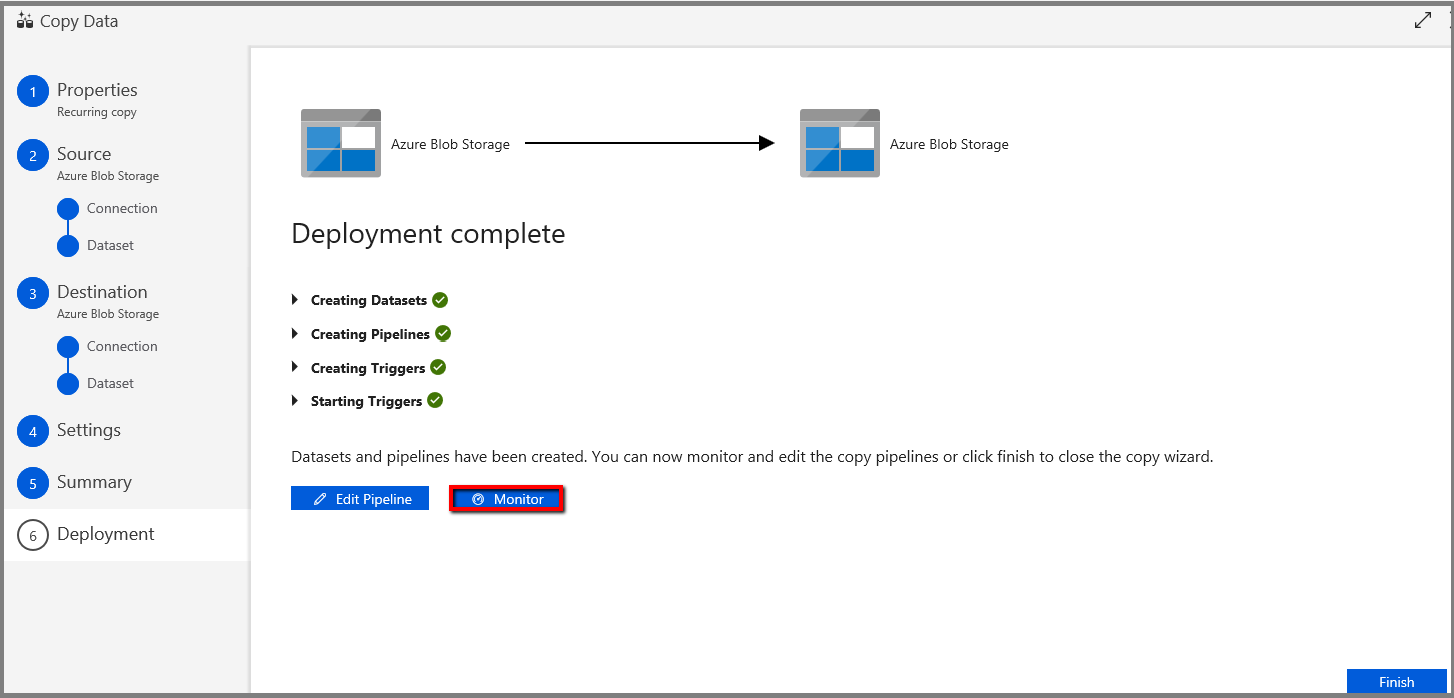 Copy Data
1 Properties
Recurring copy
2 Source
Azure Blob Storage
Connection
Dataset
3 Destination
Azure Blob Storage
Connection
Dataset
4 Settings
5 Summary
6 Deployment
Azure Blob Storage
Azure Blob Storage
Deployment complete
Creating Datasets
Creating Pipelines
Creating Triggers
Starting Triggers
Datasets and pipelines have been created. You can now monitor and edit the copy pipelines or click finish to close the copy wizard.
Edit Pipeline Monitor
Finish